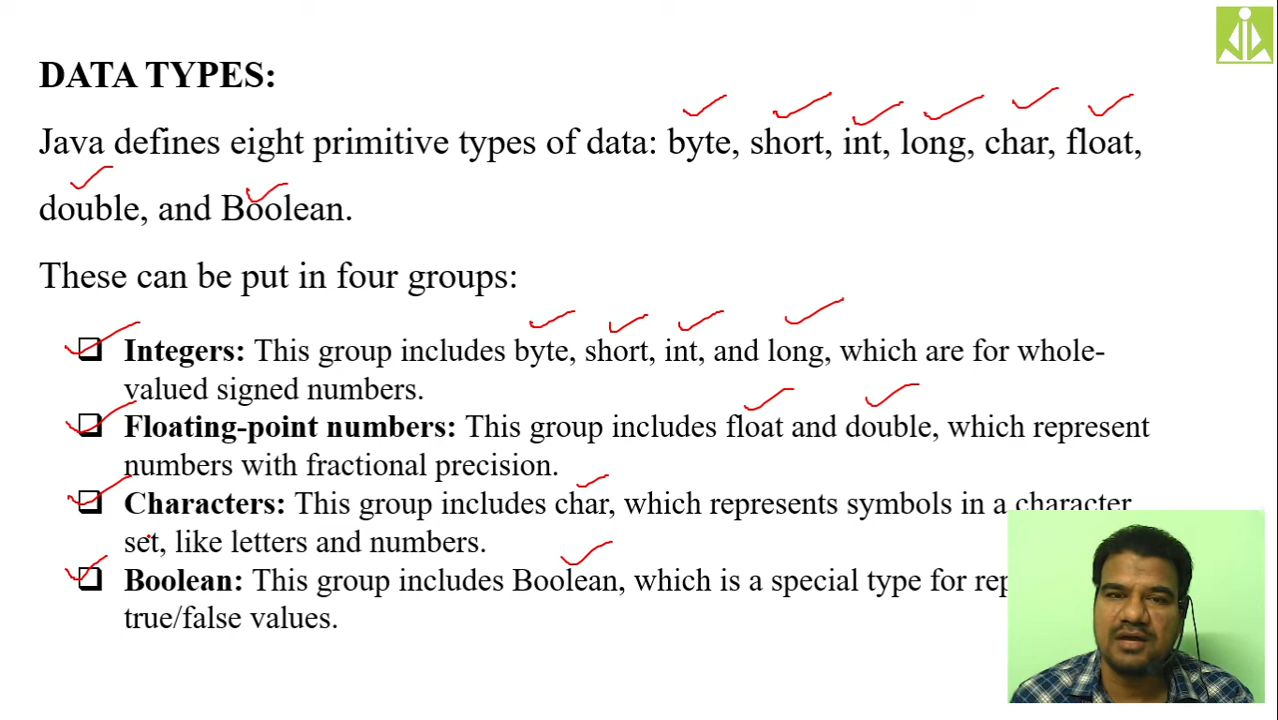 DATA TYPES:
Java defines eight primitive types of data: byte, short, int, long, char, float,
double, and Boolean.
These can be put in four groups:
Integers: This group includes byte, short, int, and long, which are for whole-
valued signed numbers.
Floating-point numbers: This group includes float and double, which represent
numbers with fractional precision.
Characters: This group includes char, which represents symbols in a character
set, like letters and numbers.
Boolean: This group includes Boolean, which is a special type for
true/false values.